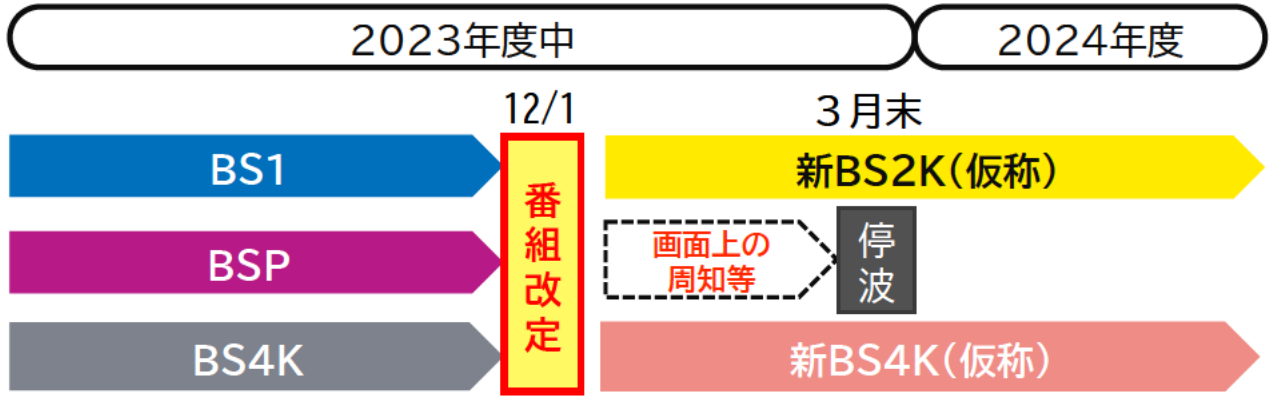 2023年度中
2024年度
12/1
３月末
BS1
新BS2K(仮称)
番組改定
BSP
画面上の
周知等
停波
BS4K
新BS4K(仮称)